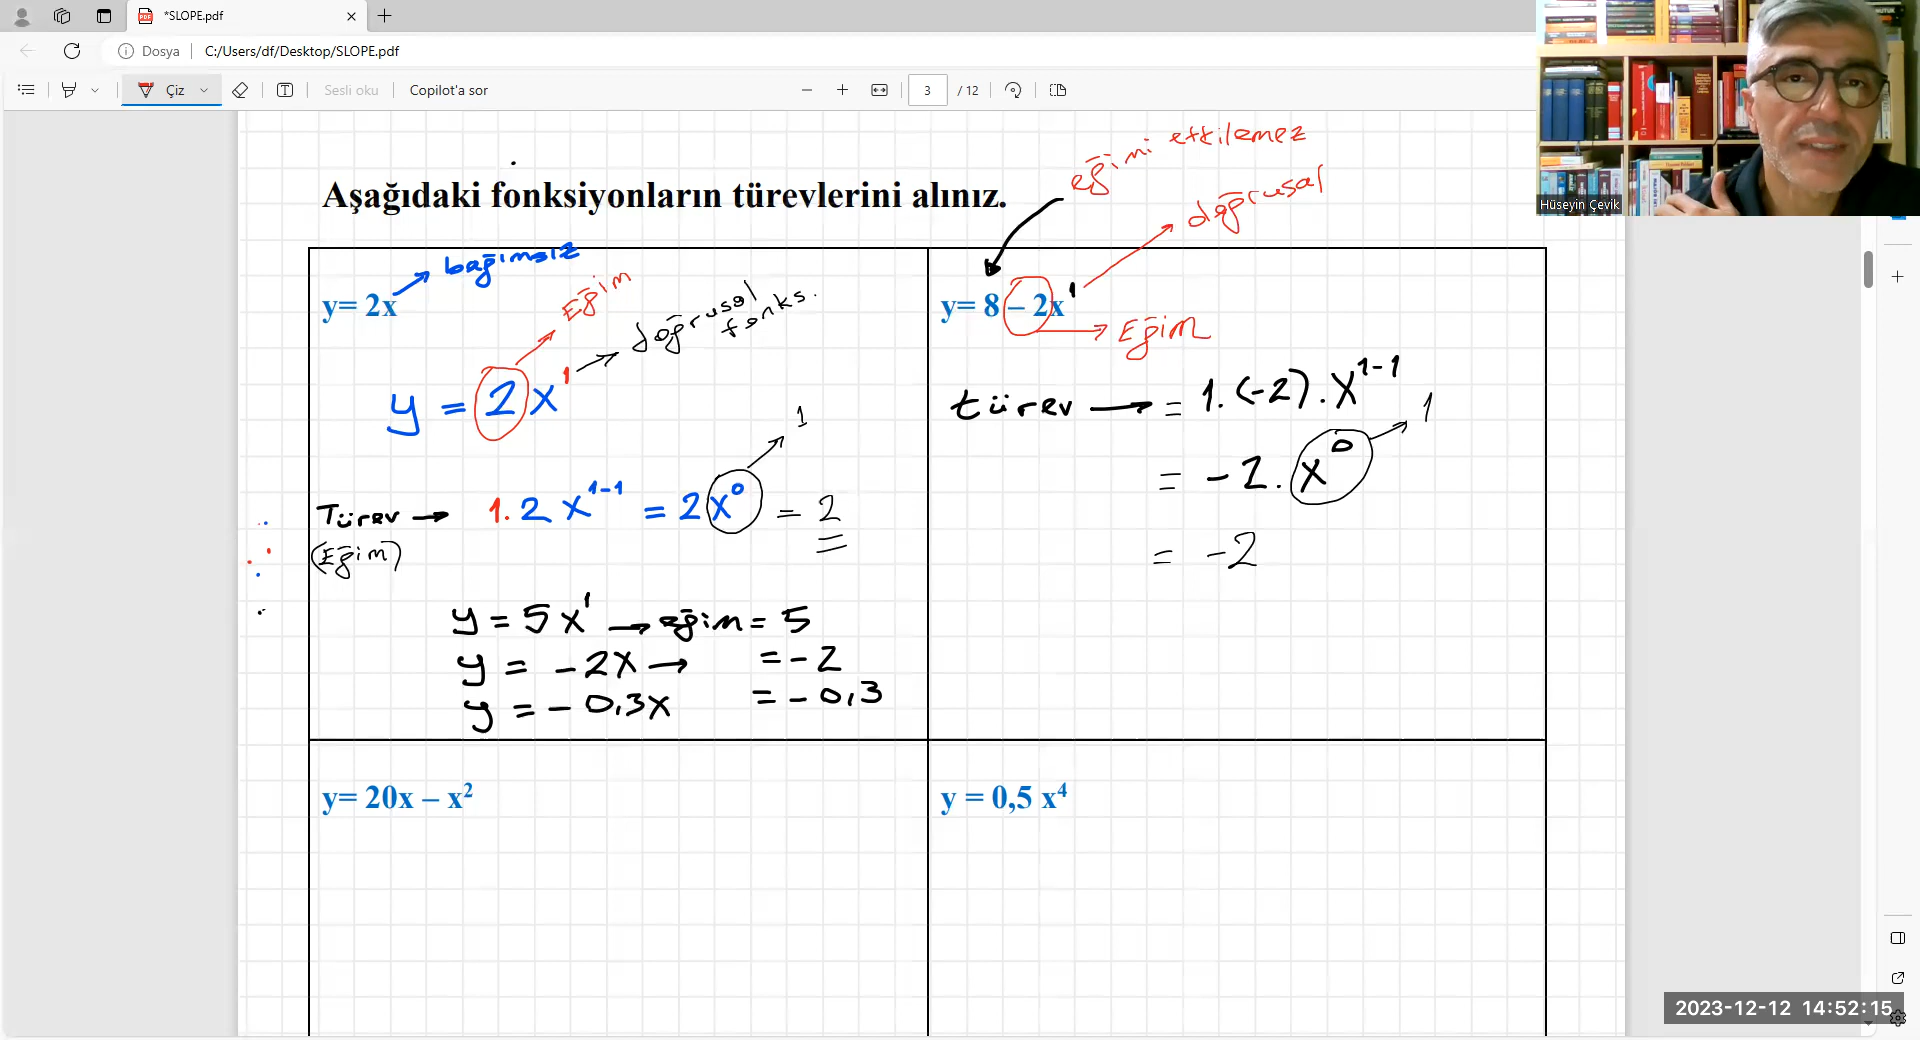 *SLOPE.pdf
Dosya C:/Users/df/Desktop/SLOPE.pdf
Çiz Sesli oku Copilot'a sor 3 / 12
Hüseyin Çevik
Aşağıdaki fonksiyonların türevlerini alınız.
y= 2x
bağımsız
Eğim
doğrusal fonks.
y = 2x¹
1
Türev → 1.2x¹⁻¹ = 2x⁰ = 2
(Eğim)
y = 5x¹ → eğim = 5
y = -2x → = -2
y = -0,3x = -0,3
eğimi etkilemez
doğrusal
y= 8 – 2x¹
Eğim
türev → = 1.(-2).x¹⁻¹
1
= -2.x⁰
= -2
y= 20x – x²
y = 0,5 x⁴
2023-12-12 14:52:15